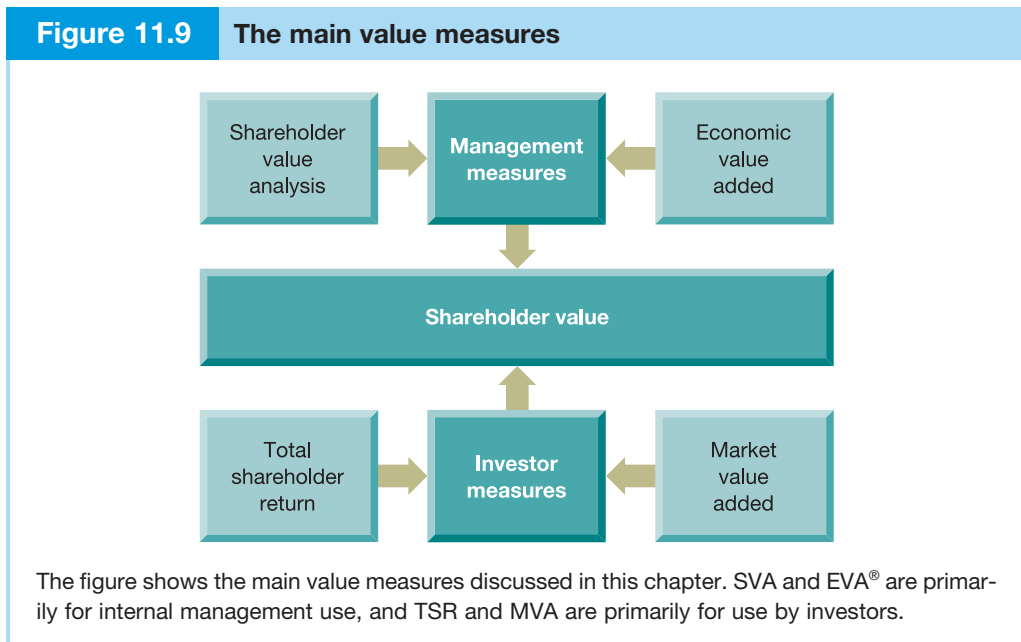 Figure 11.9 The main value measures
Shareholder
value
analysis
Management
measures
Economic
value
added
Shareholder value
Total
shareholder
return
Investor
measures
Market
value
added
The figure shows the main value measures discussed in this chapter. SVA and EVA® are primar-
ily for internal management use, and TSR and MVA are primarily for use by investors.